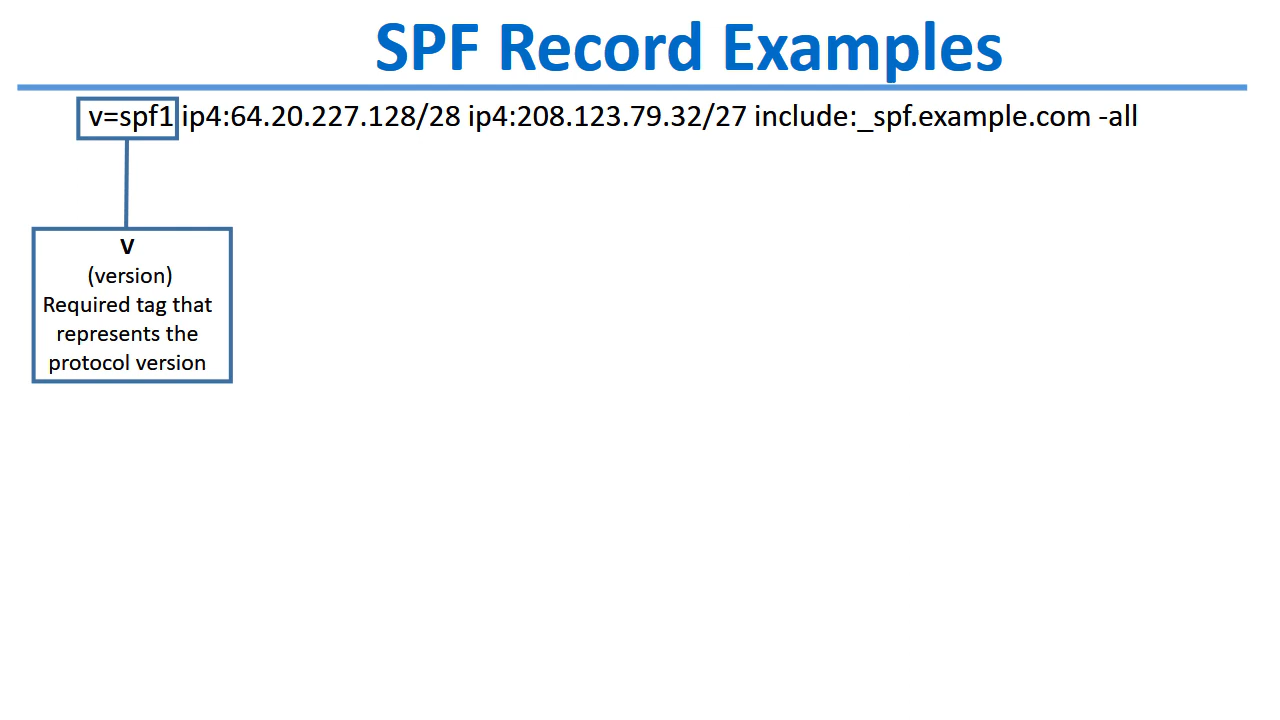 SPF Record Examples
v=spf1 ip4:64.20.227.128/28 ip4:208.123.79.32/27 include:_spf.example.com -all
V
(version)
Required tag that
represents the
protocol version